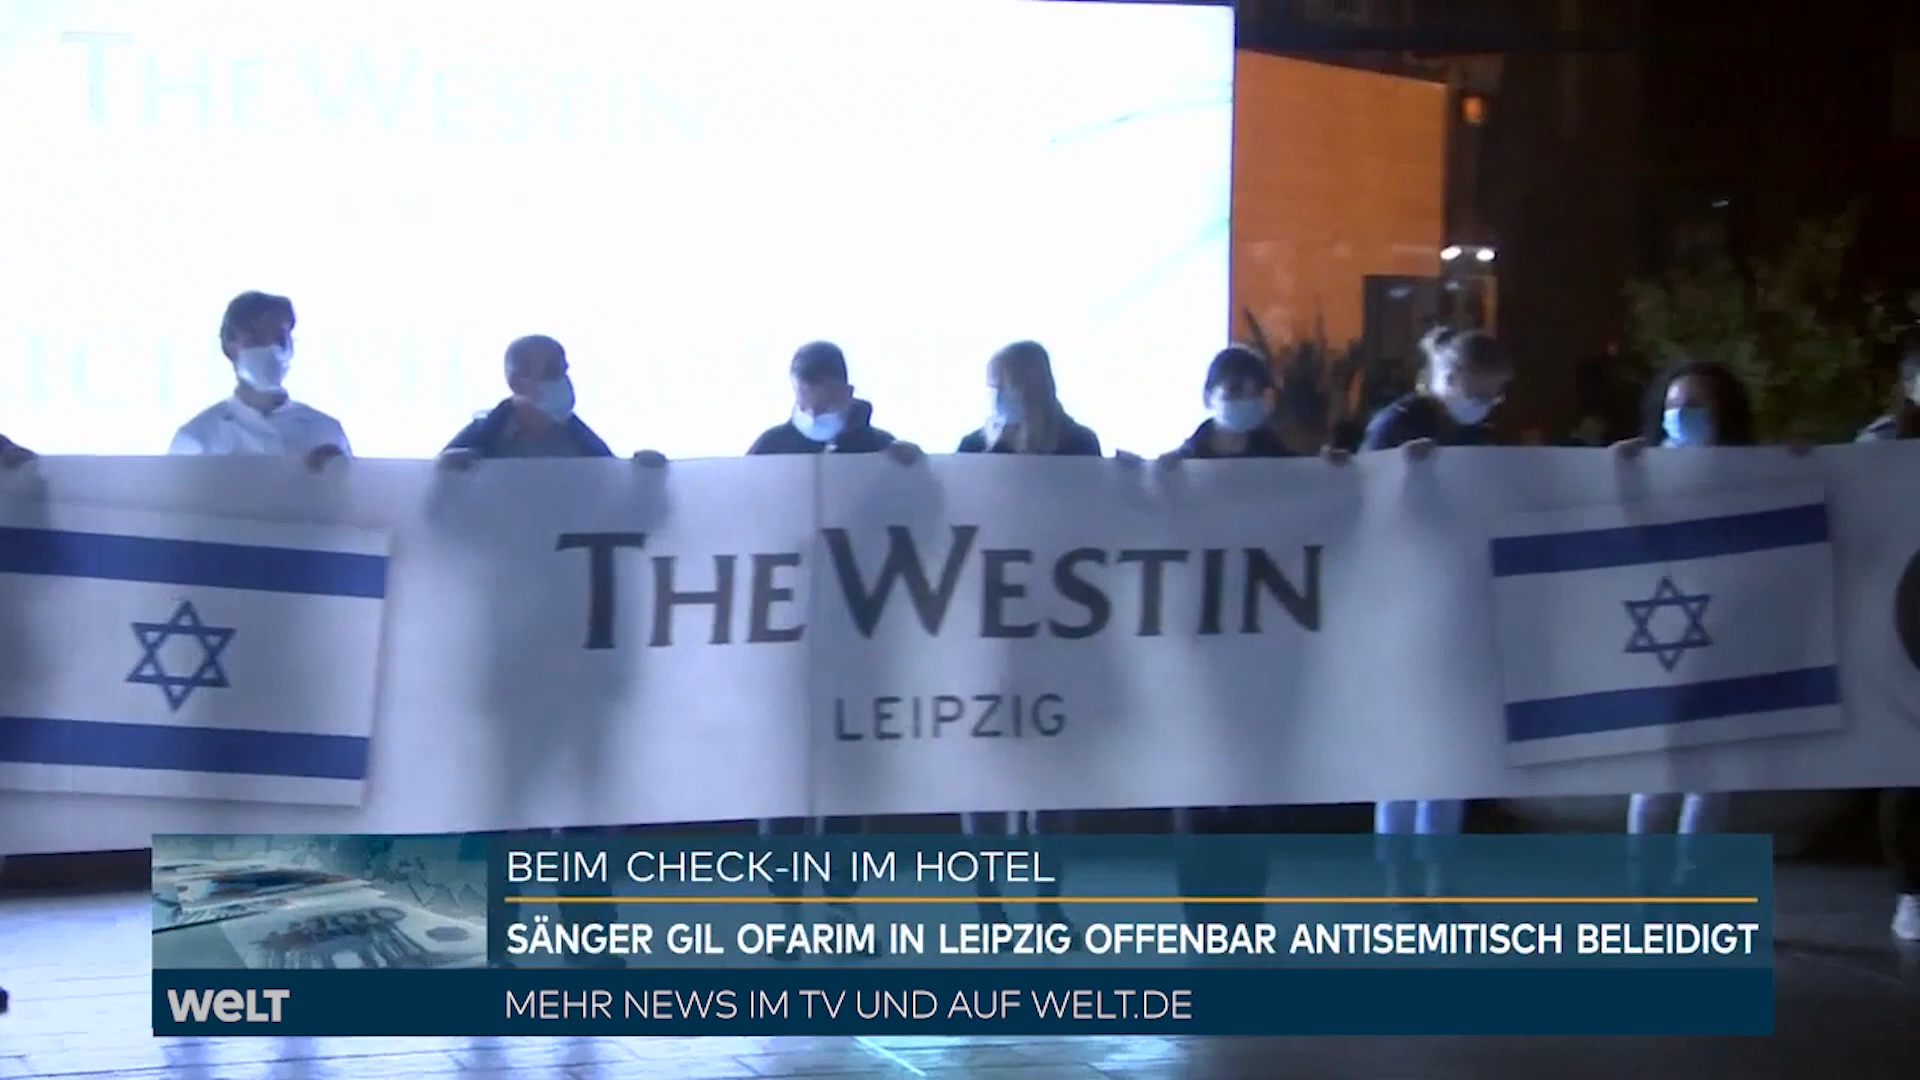 THE WESTIN
THE WESTIN
LEIPZIG
BEIM CHECK-IN IM HOTEL
SÄNGER GIL OFARIM IN LEIPZIG OFFENBAR ANTISEMITISCH BELEIDIGT
WELT
MEHR NEWS IM TV UND AUF WELT.DE